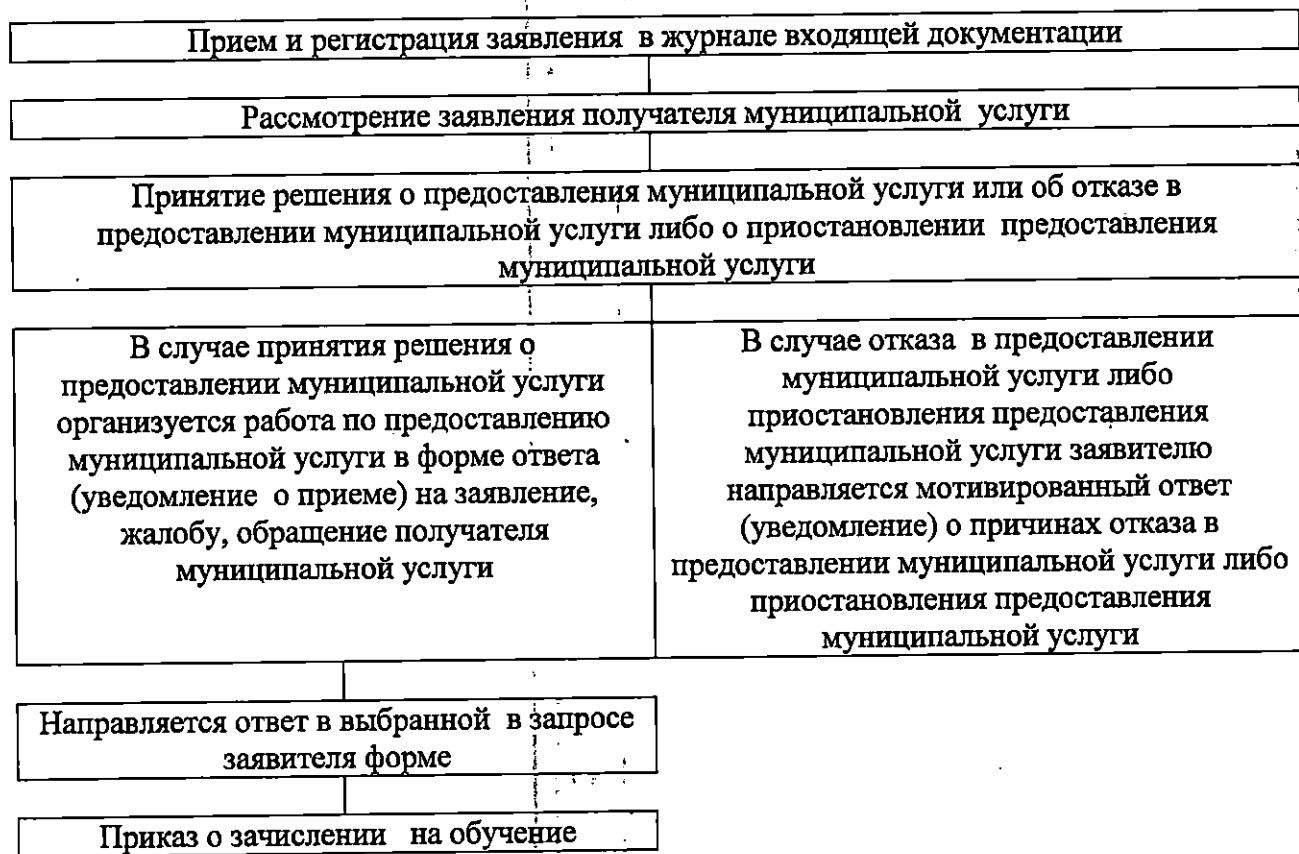 Прием и регистрация заявления в журнале входящей документации
Рассмотрение заявления получателя муниципальной услуги
Принятие решения о предоставления муниципальной услуги или об отказе в
предоставлении муниципальной услуги либо о приостановлении предоставления
муниципальной услуги
В случае принятия решения о
предоставлении муниципальной услуги
организуется работа по предоставлению
муниципальной услуги в форме ответа
(уведомление о приеме) на заявление,
жалобу, обращение получателя
муниципальной услуги
В случае отказа в предоставлении
муниципальной услуги либо
приостановления предоставления
муниципальной услуги заявителю
направляется мотивированный ответ
(уведомление) о причинах отказа в
предоставлении муниципальной услуги либо
приостановления предоставления
муниципальной услуги
Направляется ответ в выбранной в запросе
заявителя форме
Приказ о зачислении на обучение